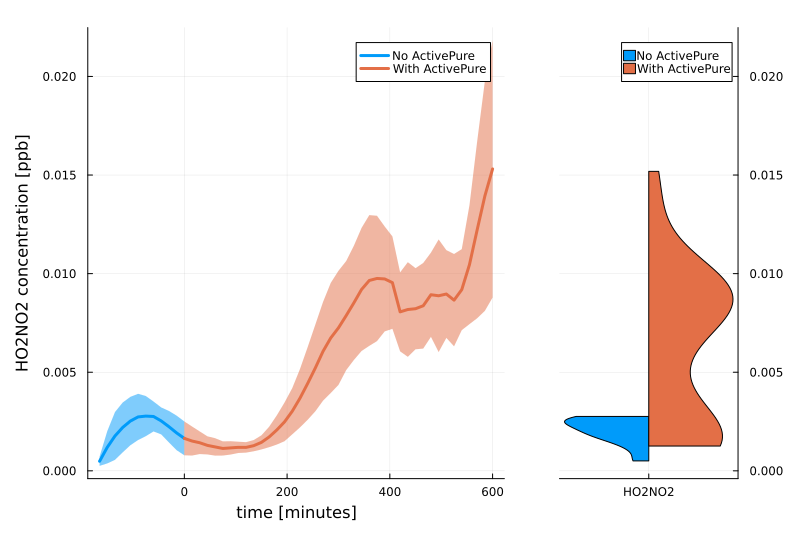 HO2NO2 concentration [ppb]
0.020
0.015
0.010
0.005
0.000
No ActivePure
With ActivePure
0
200
400
600
time [minutes]
No ActivePure
With ActivePure
0.020
0.015
0.010
0.005
0.000
HO2NO2